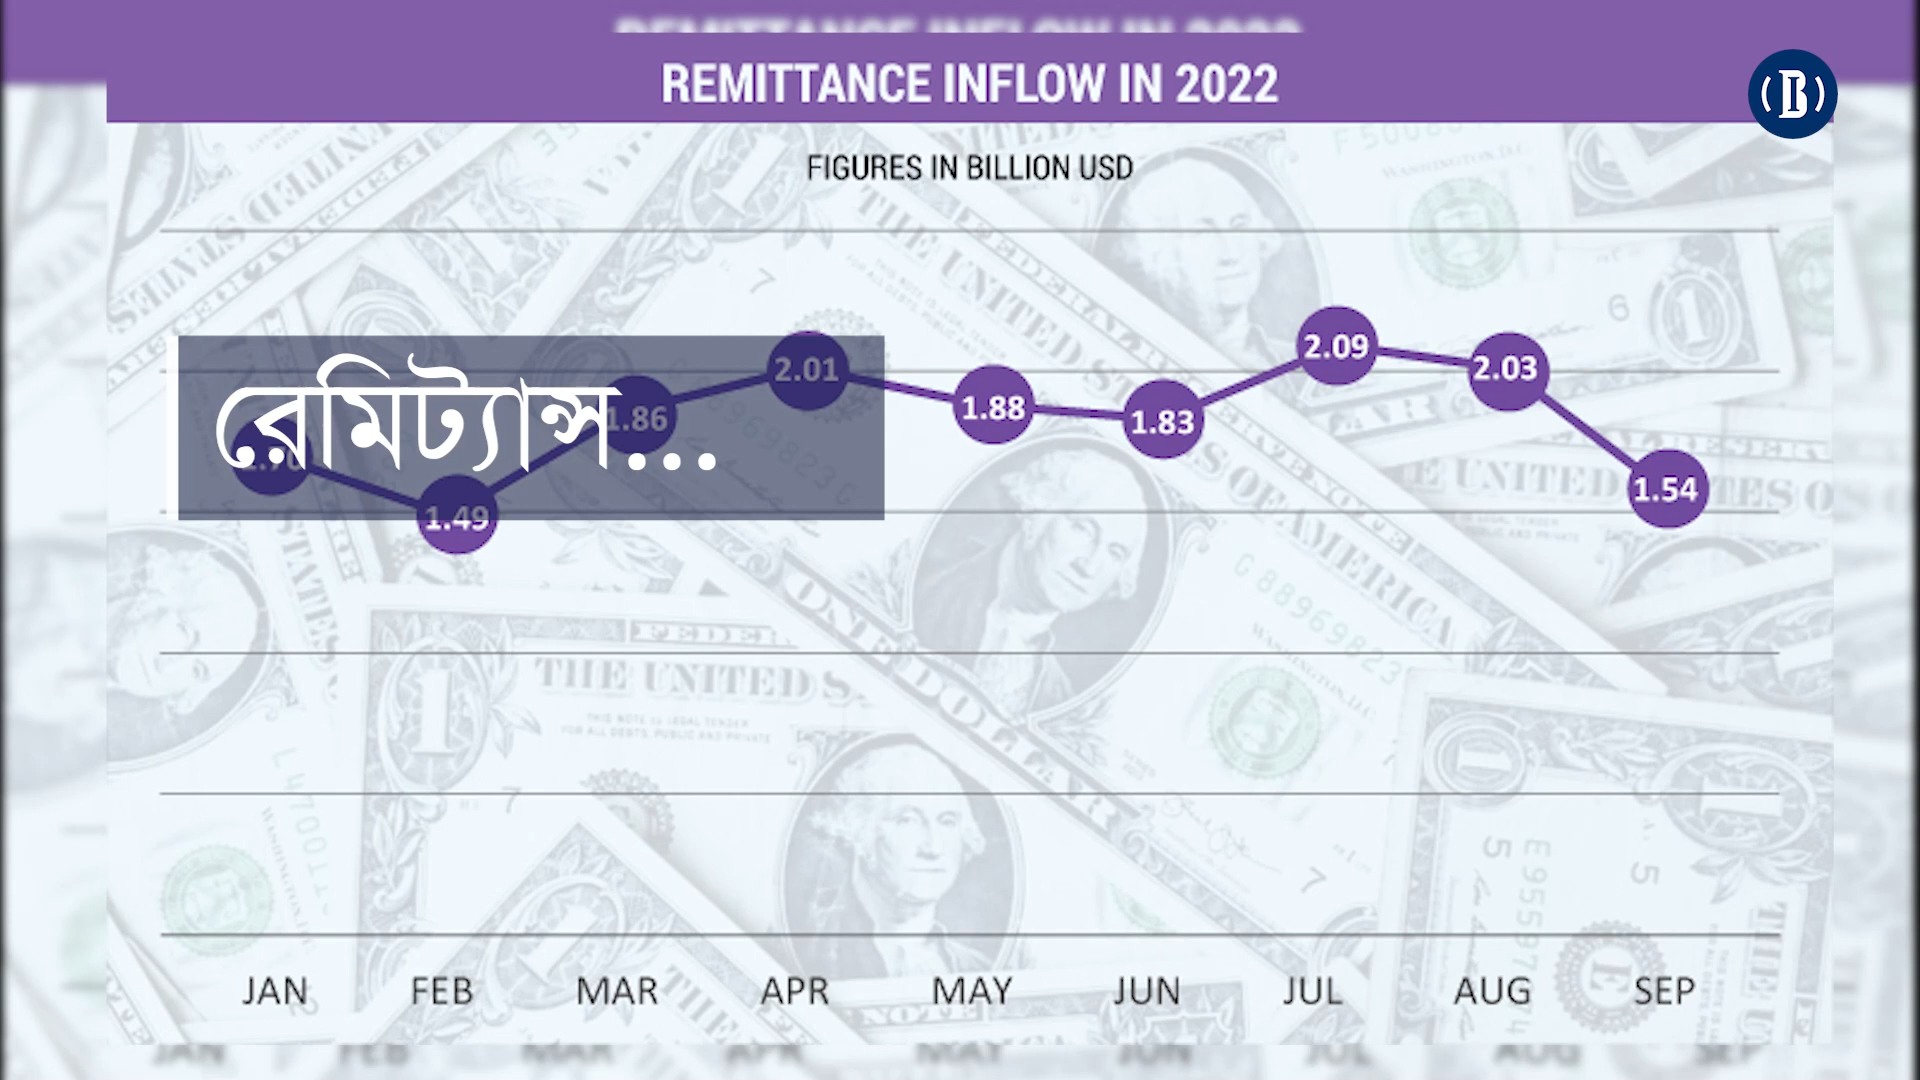 REMITTANCE INFLOW IN 2022
B
FIGURES IN BILLION USD
রেমিট্যান্স...
1.49
1.86
2.01
1.88
1.83
2.09
2.03
1.54
JAN FEB MAR APR MAY JUN JUL AUG SEP